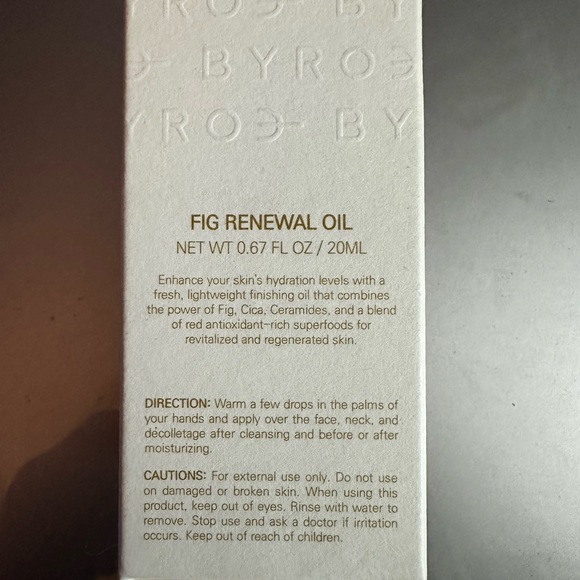 YROE BY
E BYROE
YROE BY
FIG RENEWAL OIL
NET WT 0.67 FL OZ / 20ML
Enhance your skin's hydration levels with a
fresh, lightweight finishing oil that combines
the power of Fig, Cica, Ceramides, and a blend
of red antioxidant-rich superfoods for
revitalized and regenerated skin.
DIRECTION: Warm a few drops in the palms of
your hands and apply over the face, neck, and
décolletage after cleansing and before or after
moisturizing.
CAUTIONS: For external use only. Do not use
on damaged or broken skin. When using this
product, keep out of eyes. Rinse with water to
remove. Stop use and ask a doctor if irritation
occurs. Keep out of reach of children.